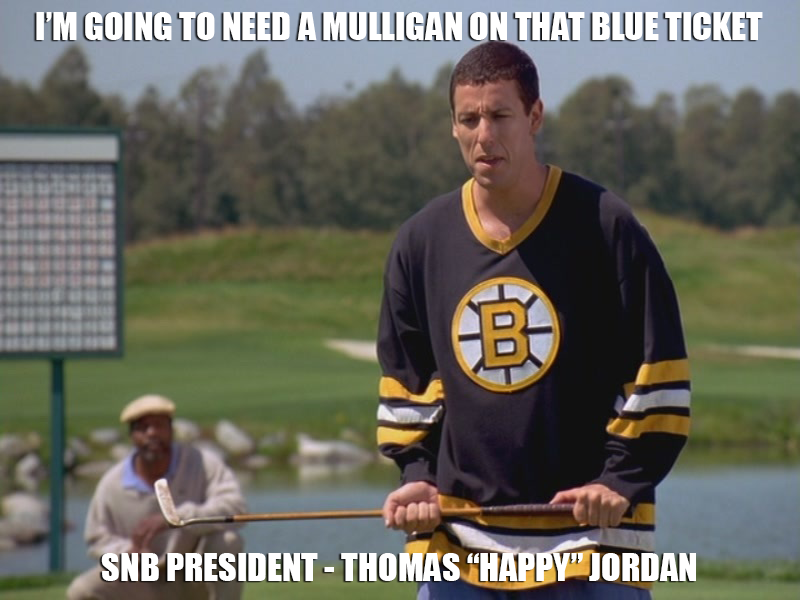 I'M GOING TO NEED A MULLIGAN ON THAT BLUE TICKET
B
SNB PRESIDENT - THOMAS “HAPPY” JORDAN